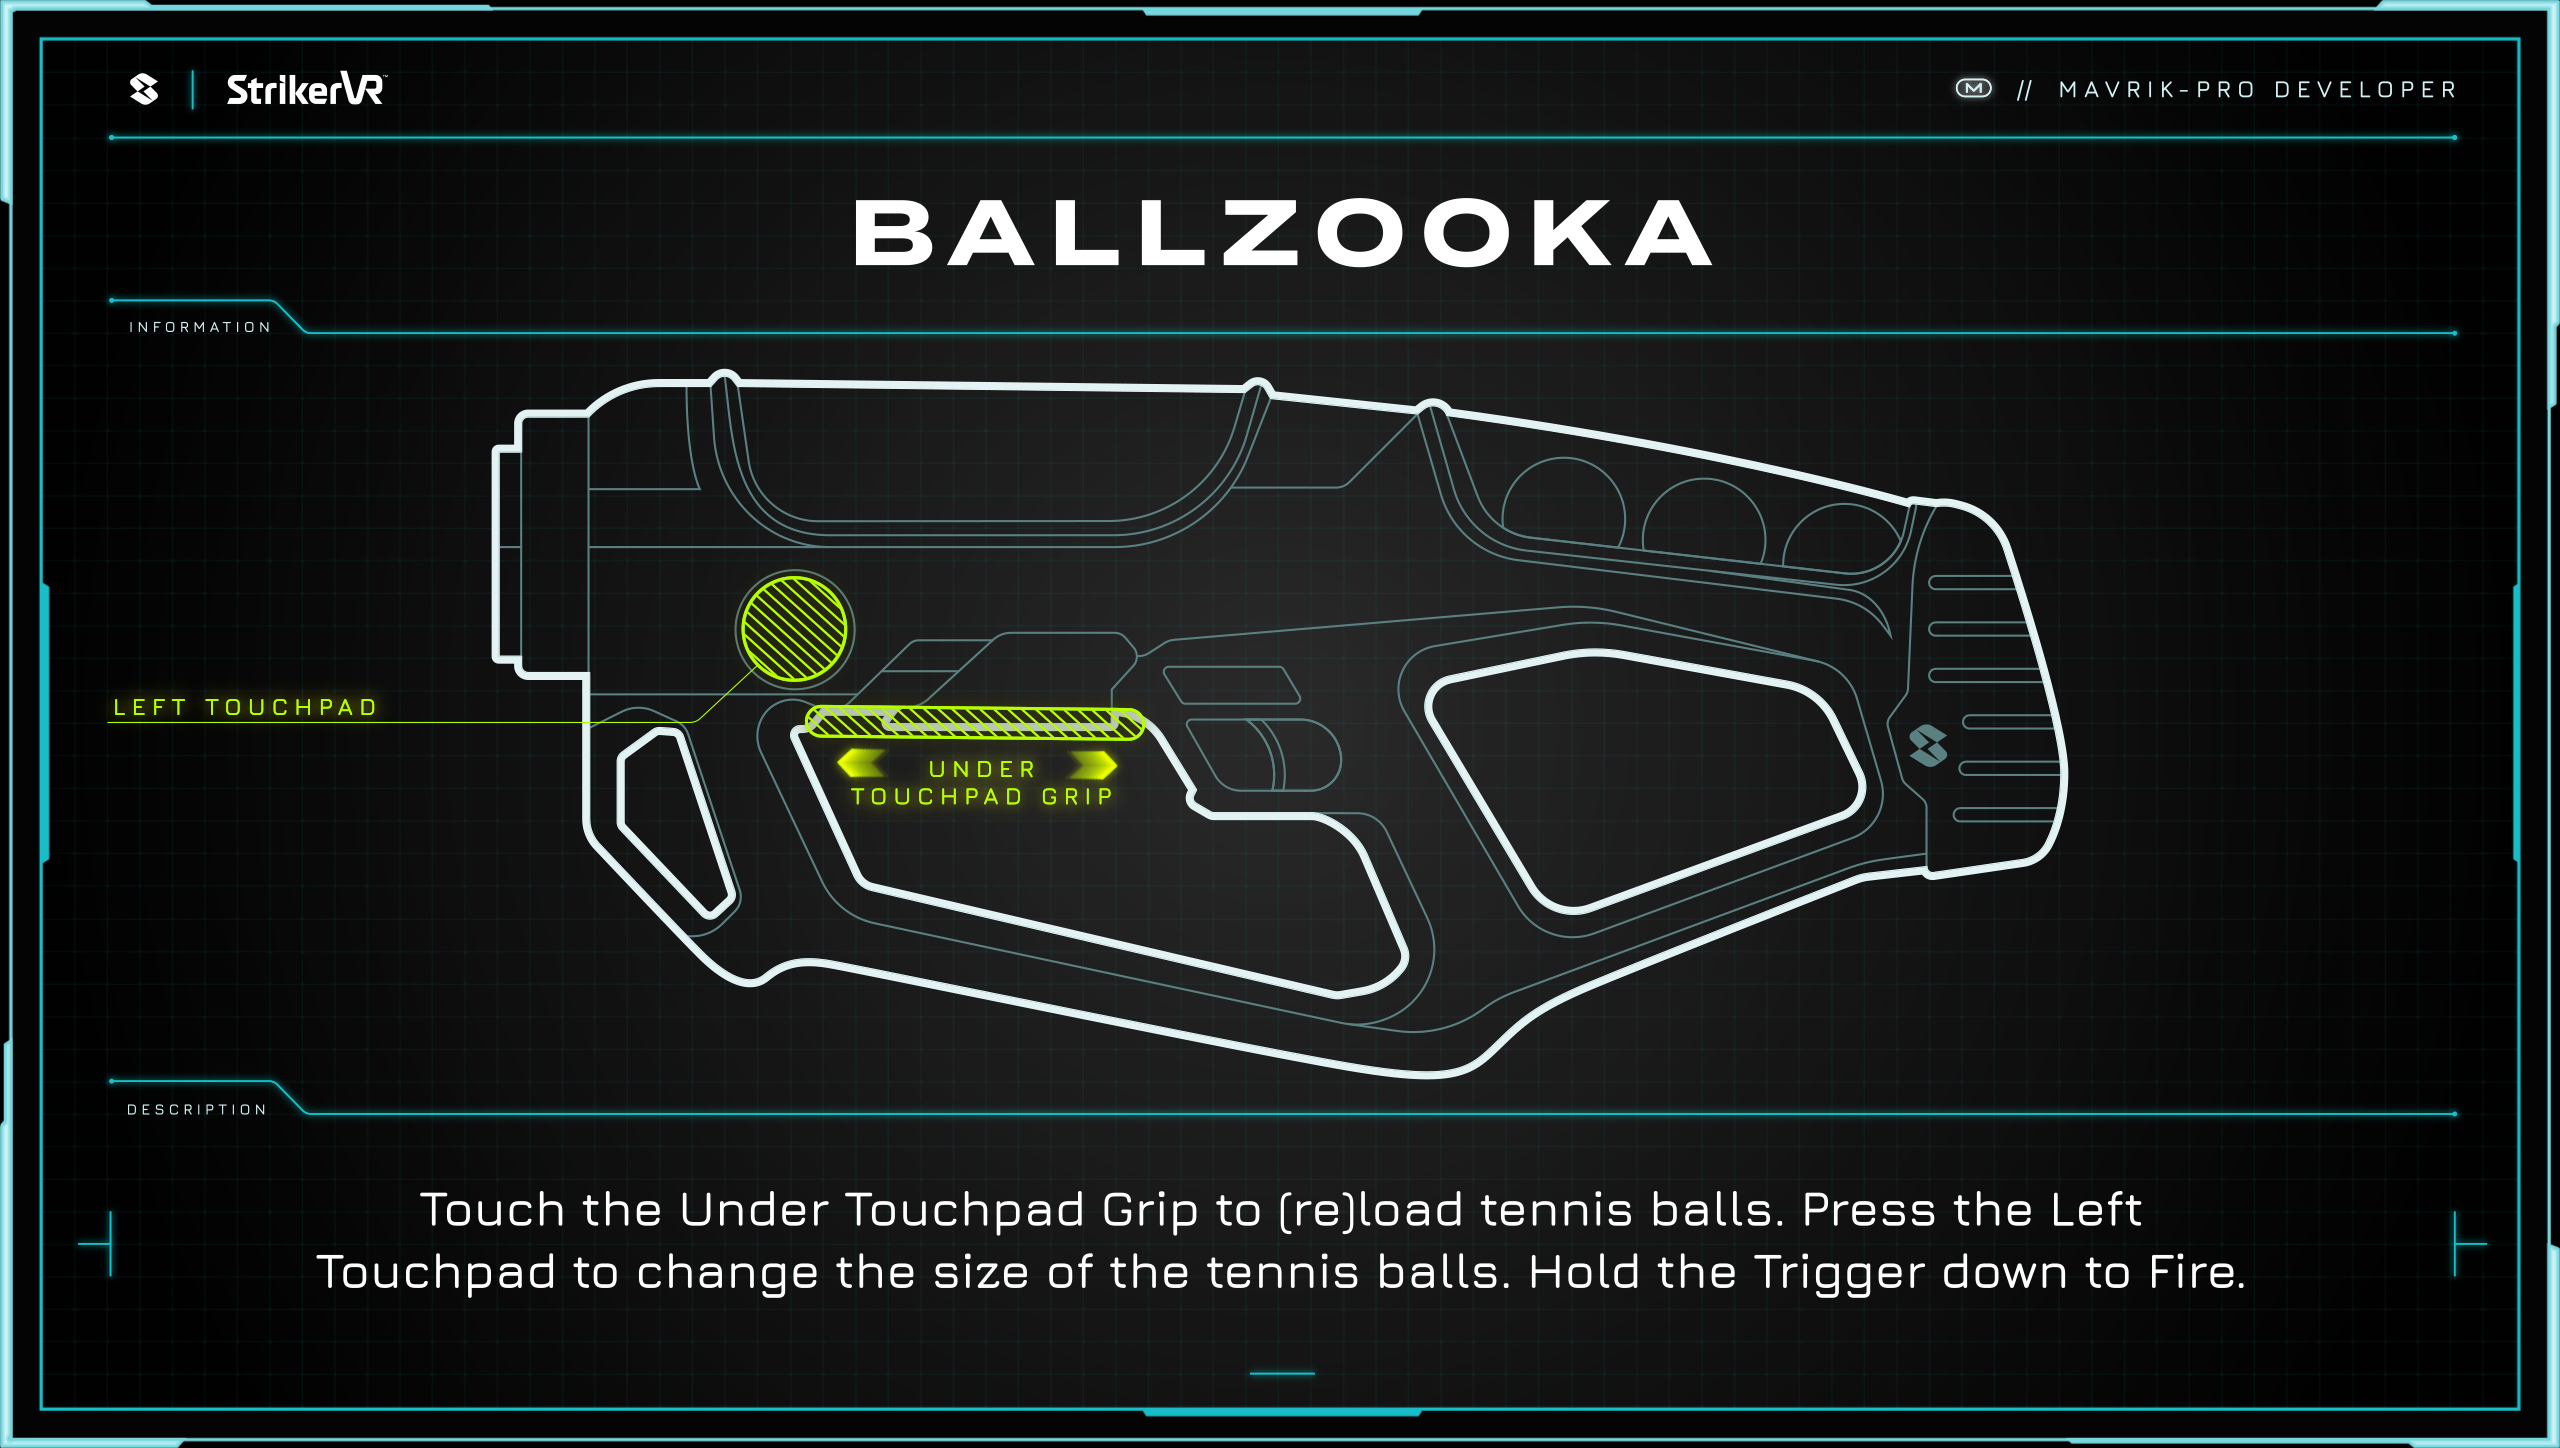 StrikerVR™
M // MAVRIK-PRO DEVELOPER
BALLZOOKA
INFORMATION
LEFT TOUCHPAD
UNDER
TOUCHPAD GRIP
DESCRIPTION
Touch the Under Touchpad Grip to (re)load tennis balls. Press the Left
Touchpad to change the size of the tennis balls. Hold the Trigger down to Fire.